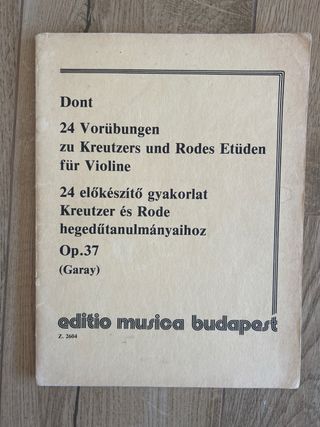 Dont
24 Vorübungen
zu Kreutzers und Rodes Etüden
für Violine
24 előkészítő gyakorlat
Kreutzer és Rode
hegedűtanulmányaihoz
Op.37
(Garay)
editio musica budapest
Z. 2604